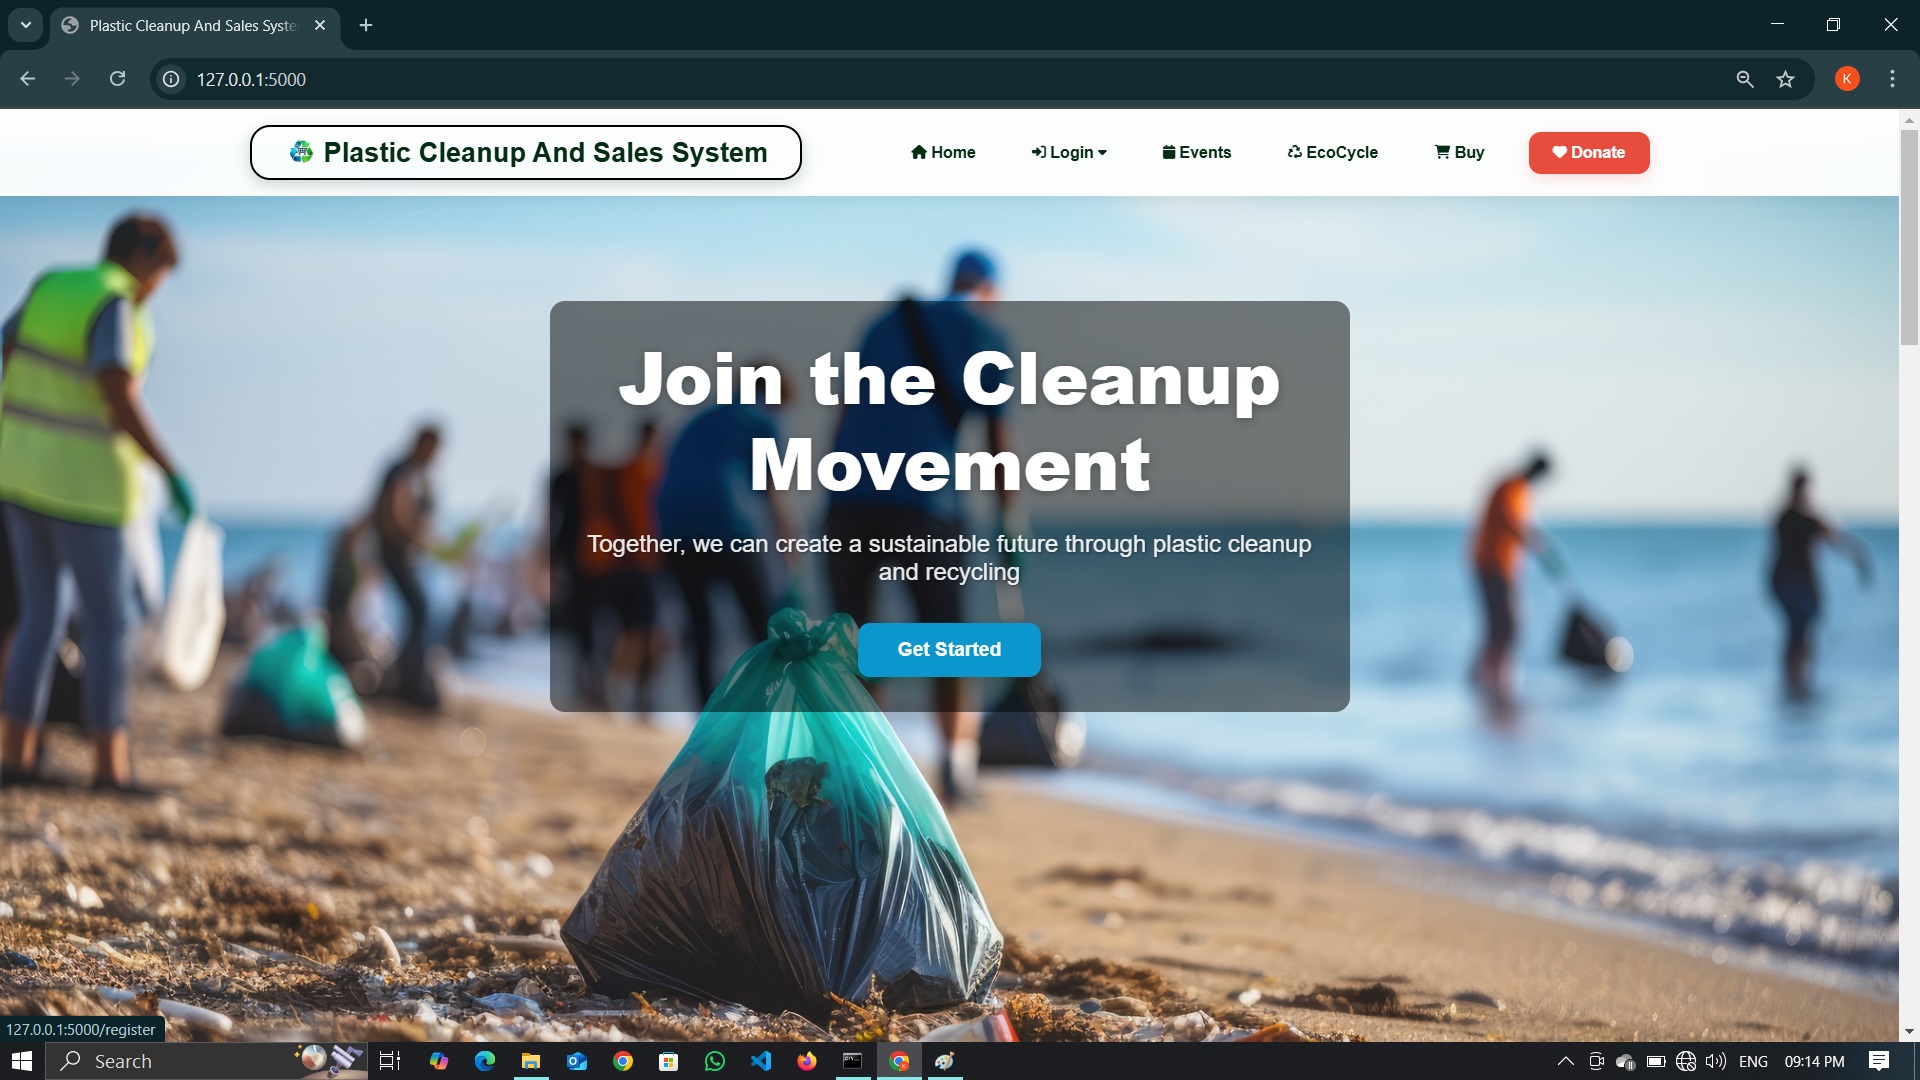 Plastic Cleanup And Sales Syste
127.0.0.1:5000
K
Plastic Cleanup And Sales System
Home
Login
Events
EcoCycle
Buy
Donate
Join the Cleanup
Movement
Together, we can create a sustainable future through plastic cleanup
and recycling
Get Started
127.0.0.1:5000/register
Search
ENG
09:14 PM